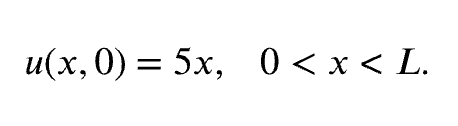 u(x, 0) = 5x, 0 < x < L.